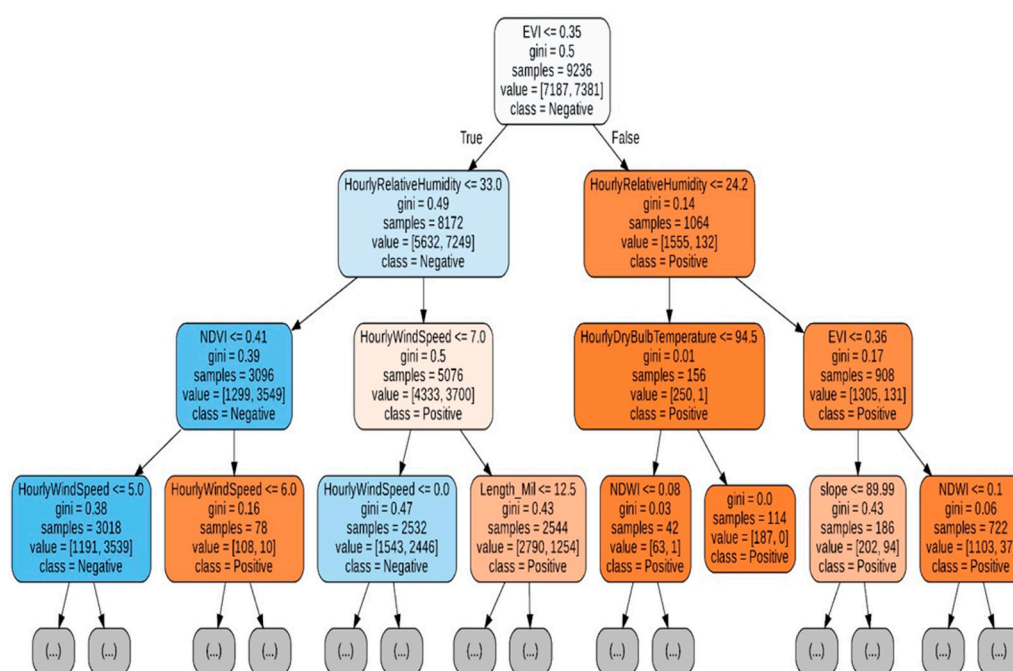 EVI <= 0.35
gini = 0.5
samples = 9236
value = [7187, 7381]
class = Negative
True
False
HourlyRelativeHumidity <= 33.0
gini = 0.49
samples = 8172
value = [5632, 7249]
class = Negative
HourlyRelativeHumidity <= 24.2
gini = 0.14
samples = 1064
value = [1555, 132]
class = Positive
NDVI <= 0.41
gini = 0.39
samples = 3096
value = [1299, 3549]
class = Negative
HourlyWindSpeed <= 7.0
gini = 0.5
samples = 5076
value = [4333, 3700]
class = Positive
HourlyDryBulbTemperature <= 94.5
gini = 0.01
samples = 156
value = [250, 1]
class = Positive
EVI <= 0.36
gini = 0.17
samples = 908
value = [1305, 131]
class = Positive
HourlyWindSpeed <= 5.0
gini = 0.38
samples = 3018
value = [1191, 3539]
class = Negative
HourlyWindSpeed <= 6.0
gini = 0.16
samples = 78
value = [108, 10]
class = Positive
HourlyWindSpeed <= 0.0
gini = 0.47
samples = 2532
value = [1543, 2446]
class = Negative
Length_Mil <= 12.5
gini = 0.43
samples = 2544
value = [2790, 1254]
class = Positive
NDWI <= 0.08
gini = 0.03
samples = 42
value = [63, 1]
class = Positive
gini = 0.0
samples = 114
value = [187, 0]
class = Positive
slope <= 89.99
gini = 0.43
samples = 186
value = [202, 94]
class = Positive
NDWI <= 0.1
gini = 0.06
samples = 722
value = [1103, 37
class = Positive
(...)
(...)
(...)
(...)
(...)
(...)
(...)
(...)
(...)
(...)
(...)
(...)
(...)
(...)